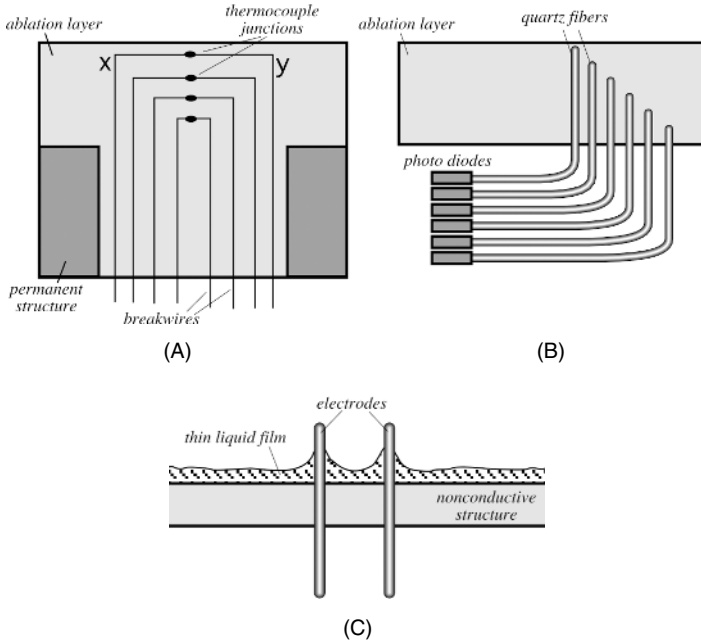 thermocouple
junctions
ablation layer
x
y
permanent
structure
breakwires
(A)
quartz fibers
ablation
layer
photo diodes
(B)
electrodes
thin liquid film
nonconductive
structure
(C)